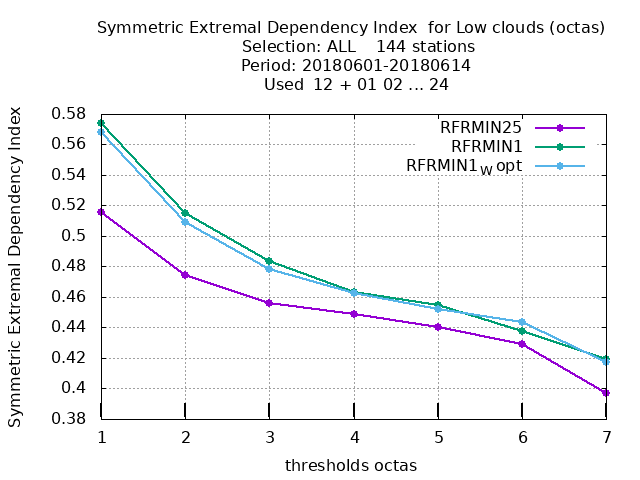 Symmetric Extremal Dependency Index for Low clouds (octas)
Selection: ALL 144 stations
Period: 20180601-20180614
Used 12 + 01 02 ... 24
Symmetric Extremal Dependency Index
0.58
0.56
0.54
0.52
0.5
0.48
0.46
0.44
0.42
0.4
0.38
RFRMIN25
RFRMIN1
RFRMIN1W opt
1 2 3 4 5 6 7
thresholds octas